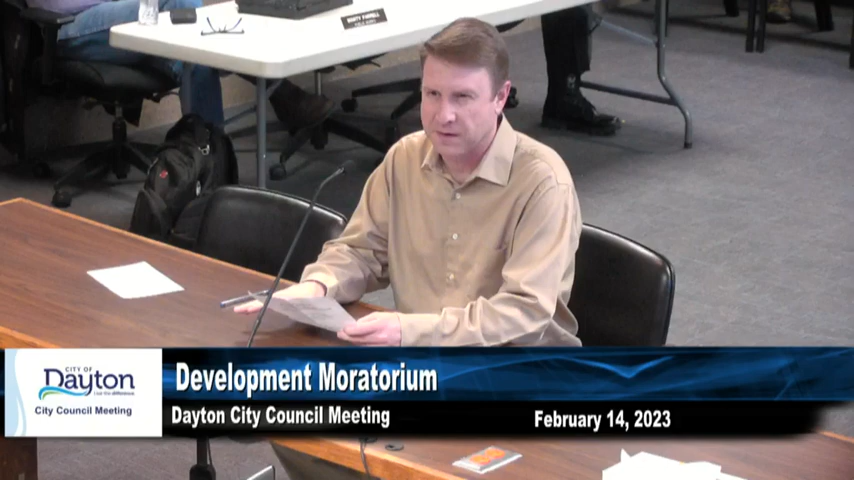 CITY OF
Dayton
City Council Meeting
Development Moratorium
Dayton City Council Meeting
February 14, 2023